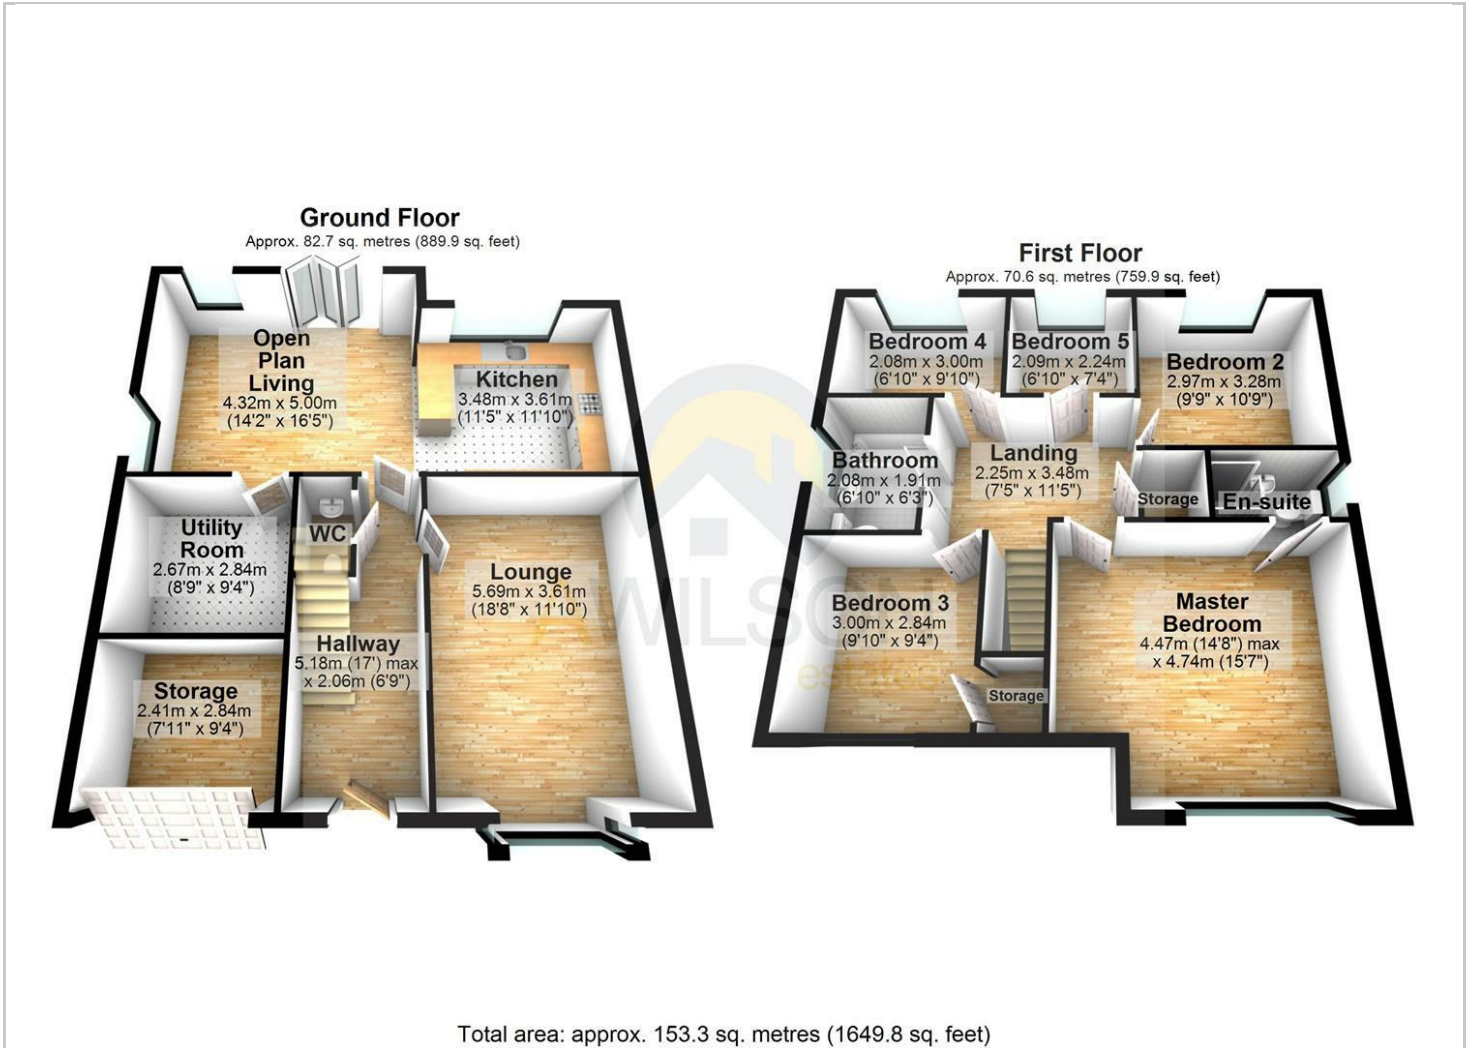 Ground Floor
Approx. 82.7 sq. metres (889.9 sq. feet)
Open
Plan
Living
4.32m x 5.00m
(14'2" x 16'5")
Kitchen
3.48m x 3.61m
(11'5" x 11'10")
Utility
Room
2.67m x 2.84m
(8'9" x 9'4")
WC
Lounge
5.69m x 3.61m
(18'8" x 11'10")
Hallway
5.18m (17') max
x 2.06m (6'9")
Storage
2.41m x 2.84m
(7'11" x 9'4")
First Floor
Approx. 70.6 sq. metres (759.9 sq. feet)
Bedroom 4
2.08m x 3.00m
(6'10" x 9'10")
Bedroom 5
2.09m x 2.24m
(6'10" x 7'4")
Bedroom 2
2.97m x 3.28m
(9'9" x 10'9")
Bathroom
2.08m x 1.91m
(6'10" x 6'3")
Landing
2.25m x 3.48m
(7'5" x 11'5")
Storage
En-suite
Bedroom 3
3.00m x 2.84m
(9'10" x 9'4")
Storage
Master
Bedroom
4.47m (14'8") max
x 4.74m (15'7")
AWILSON
estates
Total area: approx. 153.3 sq. metres (1649.8 sq. feet)